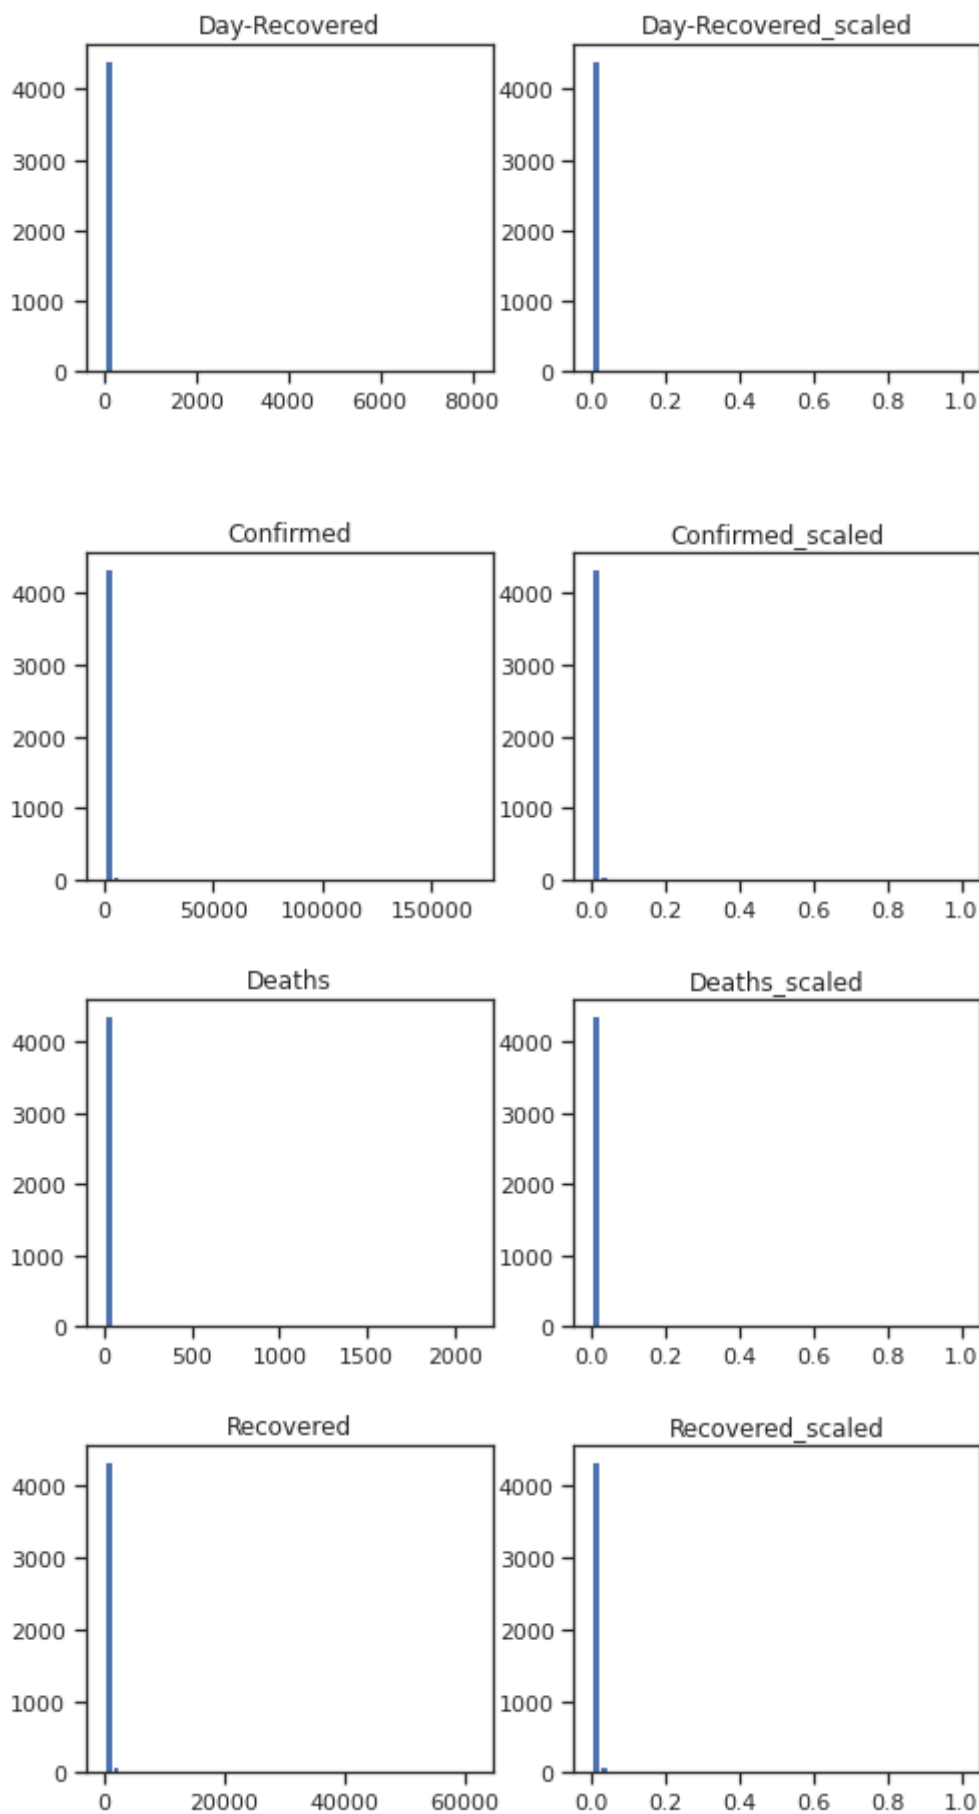 Day-Recovered Day-Recovered_scaled
4000 4000
3000 3000
2000 2000
1000 1000
0 0
0 2000 4000 6000 8000 0.0 0.2 0.4 0.6 0.8 1.0
Confirmed Confirmed_scaled
4000 4000
3000 3000
2000 2000
1000 1000
0 0
0 50000 100000 150000 0.0 0.2 0.4 0.6 0.8 1.0
Deaths Deaths_scaled
4000 4000
3000 3000
2000 2000
1000 1000
0 0
0 500 1000 1500 2000 0.0 0.2 0.4 0.6 0.8 1.0
Recovered Recovered_scaled
4000 4000
3000 3000
2000 2000
1000 1000
0 0
0 20000 40000 60000 0.0 0.2 0.4 0.6 0.8 1.0